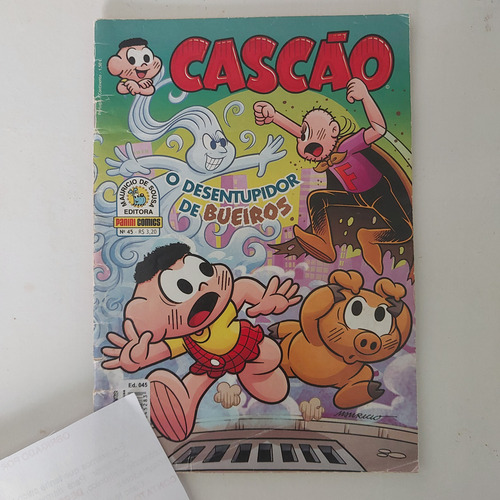 CASCÃO
O DESENTUPIDOR
DE BUEIROS
MAURICIO DE SOUSA
EDITORA
PANINI COMICS
Nº 45 - R$ 3,20
F
Ed. 045
MAURICIO